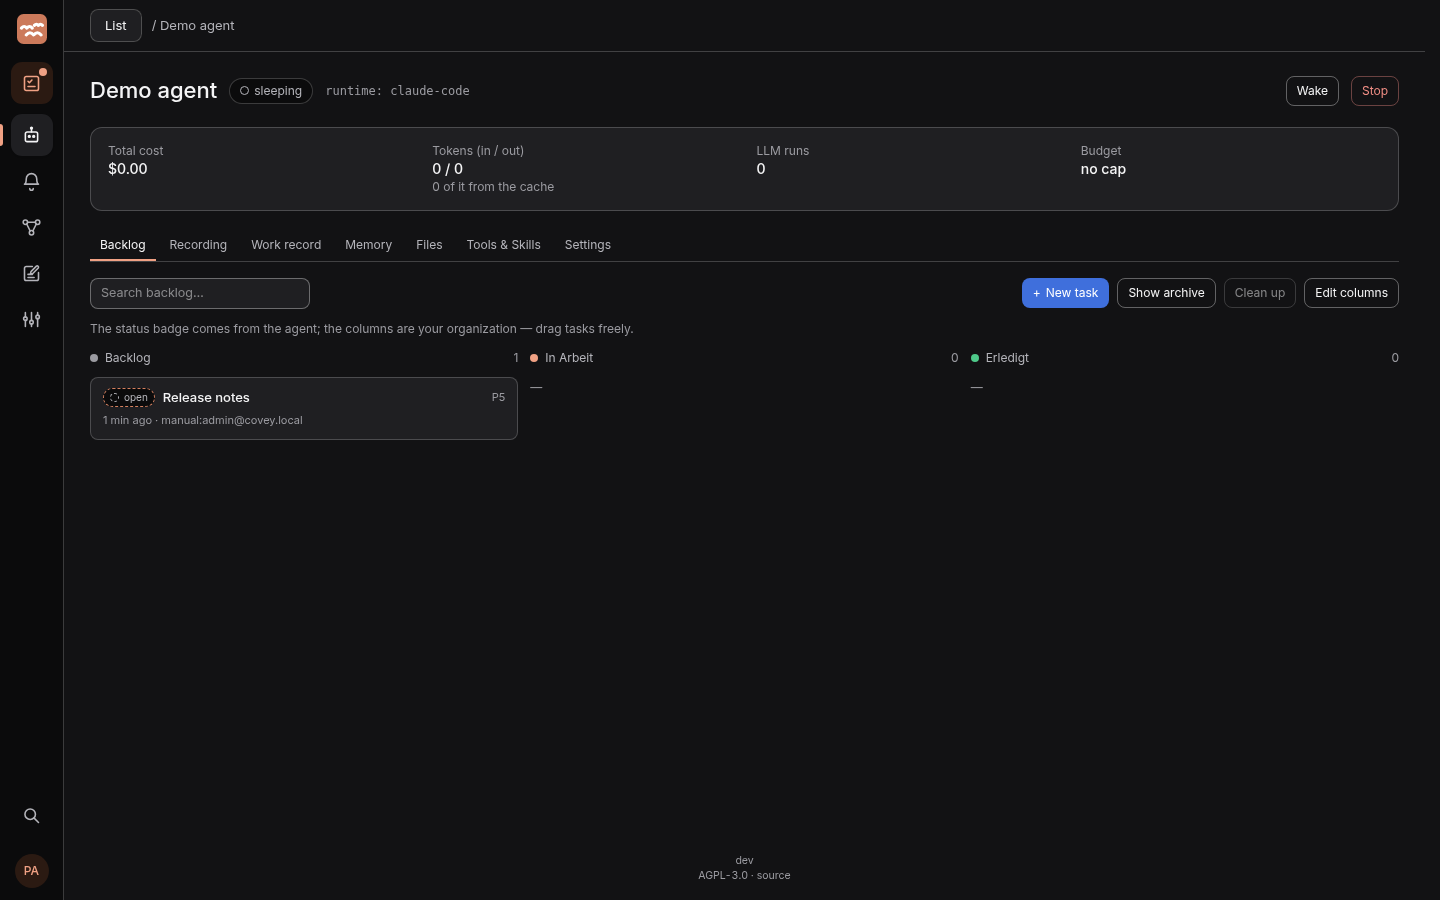 List / Demo agent
Demo agent sleeping runtime: claude-code Wake Stop
Total cost Tokens (in / out) LLM runs Budget
$0.00 0 / 0 0 no cap
0 of it from the cache
Backlog Recording Work record Memory Files Tools & Skills Settings
Search backlog... + New task Show archive Clean up Edit columns
The status badge comes from the agent; the columns are your organization — drag tasks freely.
Backlog 1 In Arbeit 0 Erledigt 0
open Release notes P5 — —
1 min ago · manual:admin@covey.local
PA
dev
AGPL-3.0 · source